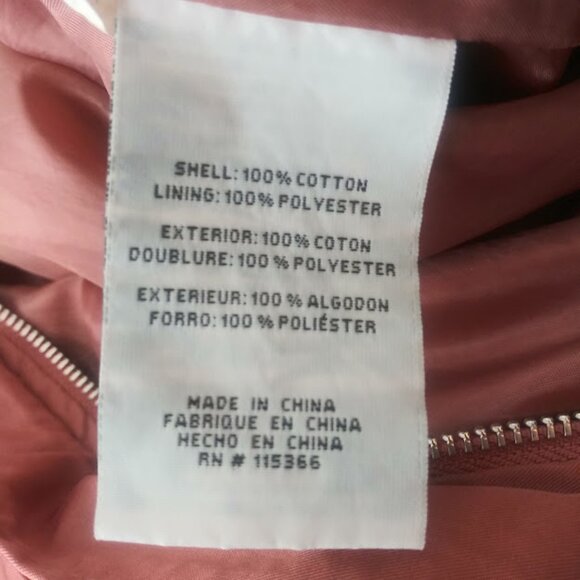 SHELL: 100% COTTON
LINING: 100% POLYESTER
EXTERIOR: 100% COTON
DOUBLURE: 100 % POLYESTER
EXTERIEUR: 100 % ALGODON
FORRO: 100 % POLIÉSTER
MADE IN CHINA
FABRIQUE EN CHINA
HECHO EN CHINA
RN # 115366